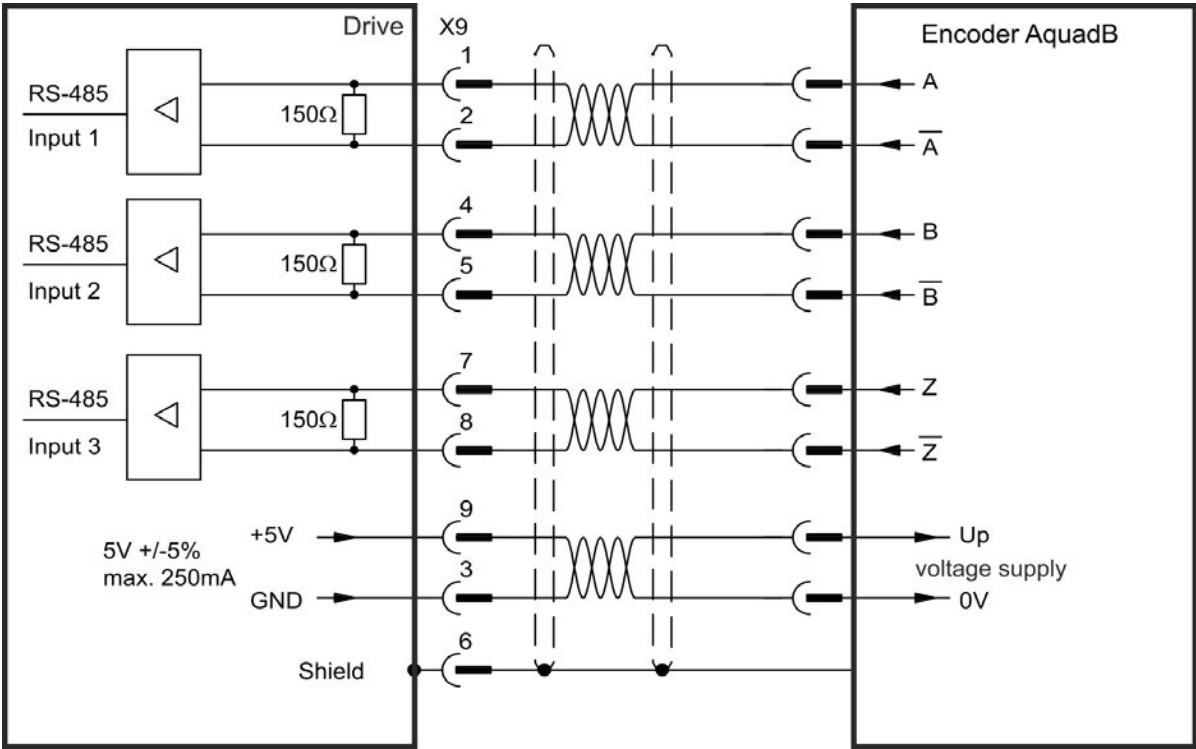 Drive
X9
Encoder AquadB
1
A
RS-485
150Ω
Input 1
2
A̅
4
B
RS-485
150Ω
Input 2
5
B̅
7
Z
RS-485
150Ω
Input 3
8
Z̅
9
+5V
Up
5V +/-5%
max. 250mA
voltage supply
3
GND
0V
6
Shield